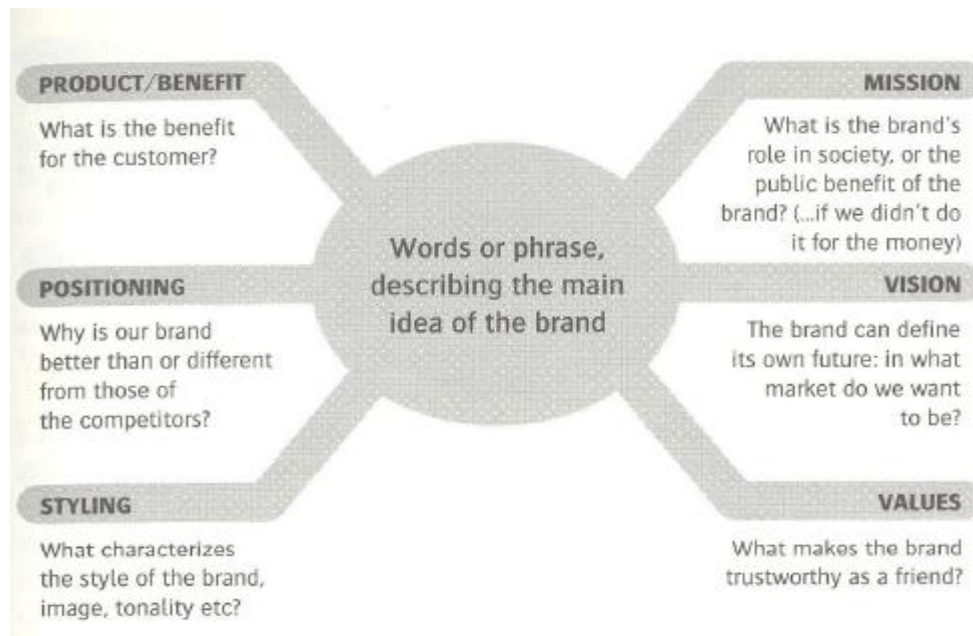 PRODUCT/BENEFIT
What is the benefit
for the customer?
POSITIONING
Why is our brand
better than or different
from those of
the competitors?
STYLING
What characterizes
the style of the brand,
image, tonality etc?
Words or phrase,
describing the main
idea of the brand
MISSION
What is the brand's
role in society, or the
public benefit of the
brand? (...if we didn't do
it for the money)
VISION
The brand can define
its own future: in what
market do we want
to be?
VALUES
What makes the brand
trustworthy as a friend?